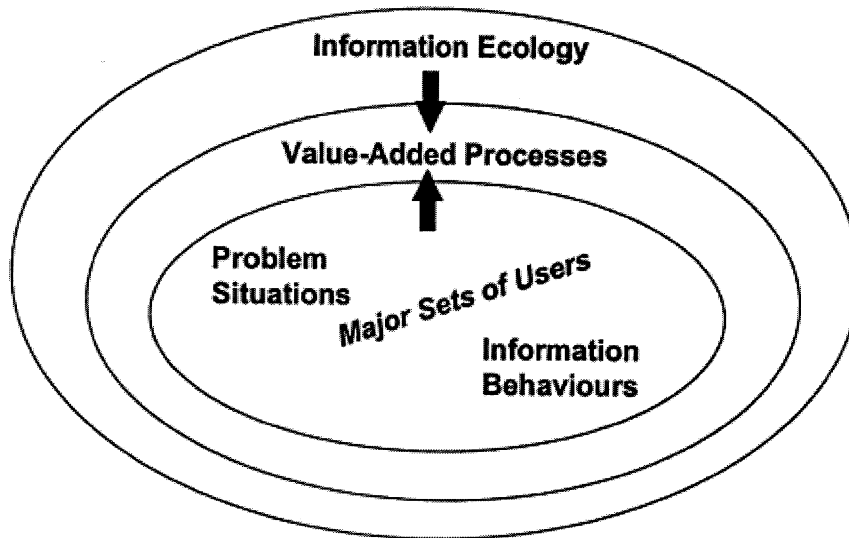 Information Ecology
Value-Added Processes
Problem
Situations
Major Sets of Users
Information
Behaviours